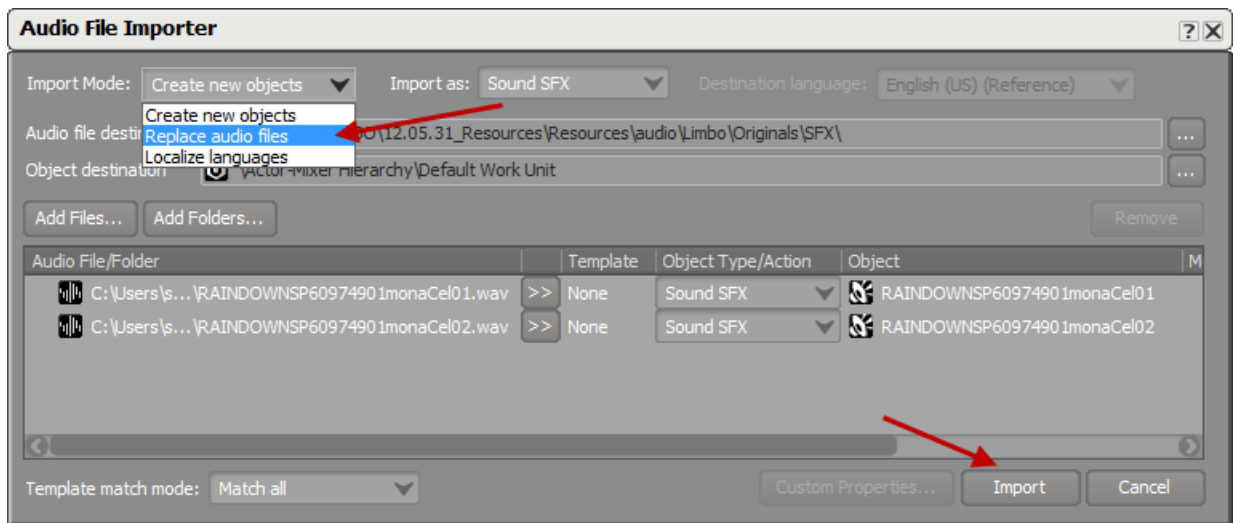 Audio File Importer
Import Mode: Create new objects Import as: Sound SFX Destination language: English (US) (Reference)
Create new objects
Audio file destin Replace audio files O\12.05.31_Resources\Resources\audio\Limbo\Originals\SFX\ ...
Localize languages
Object destination \Actor-Mixer Hierarchy\Default Work Unit ...
Add Files... Add Folders... Remove
Audio File/Folder Template Object Type/Action Object M
C:\Users\s...\RAINDOWNSP60974901monaCel01.wav >> None Sound SFX RAINDOWNSP60974901monaCel01
C:\Users\s...\RAINDOWNSP60974901monaCel02.wav >> None Sound SFX RAINDOWNSP60974901monaCel02
Template match mode: Match all Custom Properties... Import Cancel